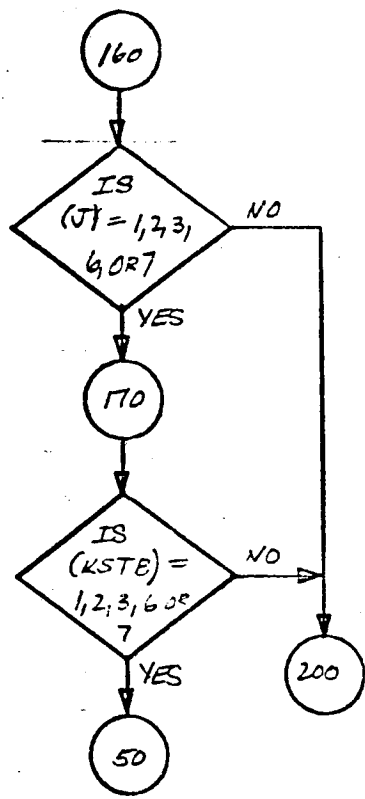 160
IS
(J) = 1,2,3,
6, OR 7
NO
YES
170
IS
(KSTE) =
1,2,3,6 OR
7
NO
YES
200
50